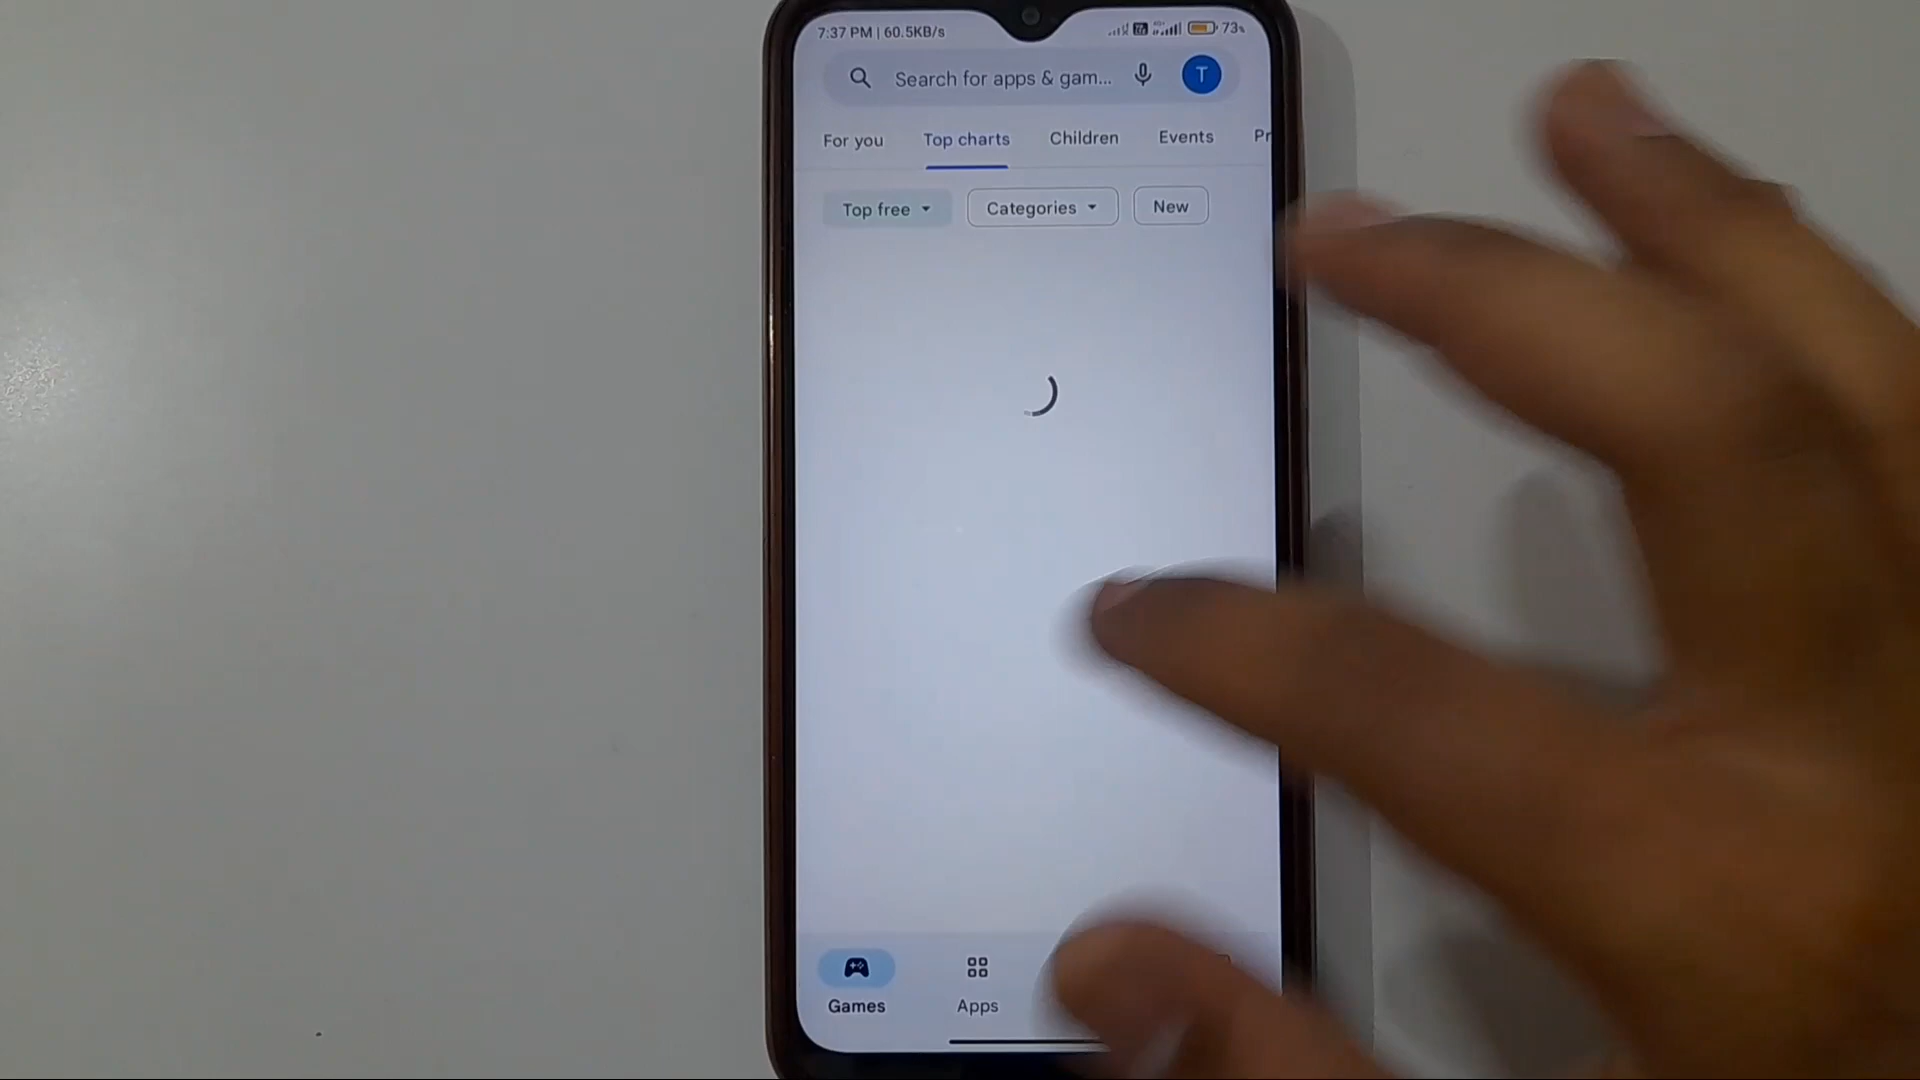 7:37 PM | 60.5KB/s 73%
Search for apps & gam... T
For you Top charts Children Events Pr
Top free Categories New
Games Apps